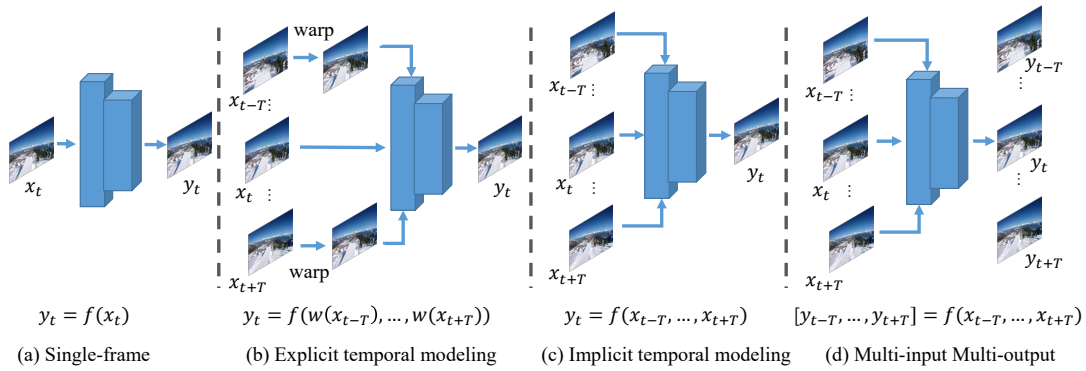 x_t
y_t
y_t = f(x_t)
(a) Single-frame
warp
x_{t-T} ⋮
x_t ⋮
x_{t+T}
warp
y_t
y_t = f(w(x_{t-T}), ..., w(x_{t+T}))
(b) Explicit temporal modeling
x_{t-T} ⋮
x_t ⋮
x_{t+T}
y_t
y_t = f(x_{t-T}, ..., x_{t+T})
(c) Implicit temporal modeling
x_{t-T} ⋮
x_t ⋮
x_{t+T}
y_{t-T}
⋮
y_t
⋮
y_{t+T}
[y_{t-T}, ..., y_{t+T}] = f(x_{t-T}, ..., x_{t+T})
(d) Multi-input Multi-output